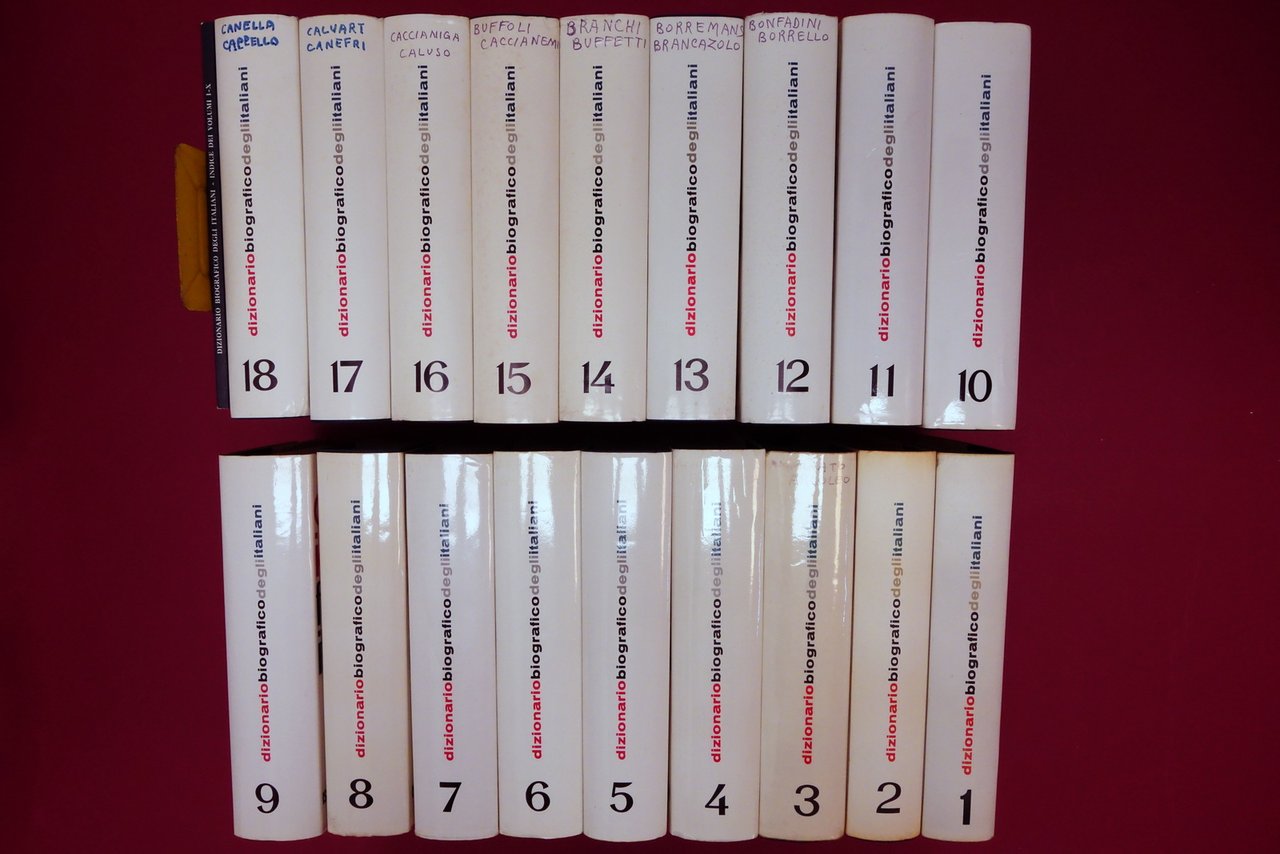 DIZIONARIO BIOGRAFICO DEGLI ITALIANI - INDICE DEI VOLUMI I-X
CANELLA
CAPPELLO
dizionariobiograficodegliitaliani
18
CALVART
CANEFRI
dizionariobiograficodegliitaliani
17
CACCIANIGA
CALUSO
dizionariobiograficodegliitaliani
16
BUFFOLI
CACCIANEMI
dizionariobiograficodegliitaliani
15
BRANCHI
BUFFETTI
dizionariobiograficodegliitaliani
14
BORREMANS
BRANCAZOLO
dizionariobiograficodegliitaliani
13
BONFADINI
BORRELLO
dizionariobiograficodegliitaliani
12
dizionariobiograficodegliitaliani
11
dizionariobiograficodegliitaliani
10
dizionariobiograficodegliitaliani
9
dizionariobiograficodegliitaliani
8
dizionariobiograficodegliitaliani
7
dizionariobiograficodegliitaliani
6
dizionariobiograficodegliitaliani
5
dizionariobiograficodegliitaliani
4
dizionariobiograficodegliitaliani
3
dizionariobiograficodegliitaliani
2
dizionariobiograficodegliitaliani
1